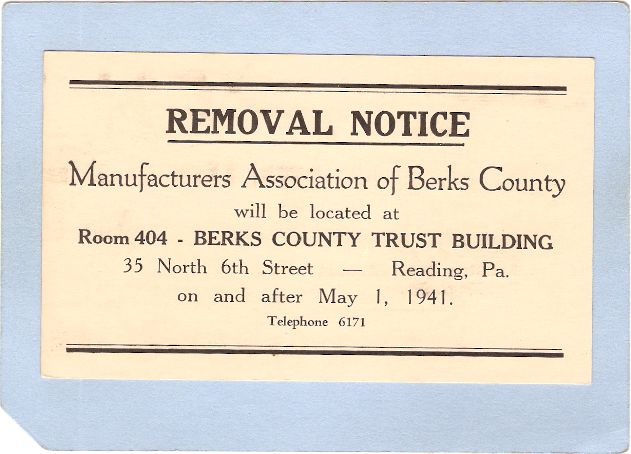 REMOVAL NOTICE
Manufacturers Association of Berks County
will be located at
Room 404 - BERKS COUNTY TRUST BUILDING
35 North 6th Street — Reading, Pa.
on and after May 1, 1941.
Telephone 6171